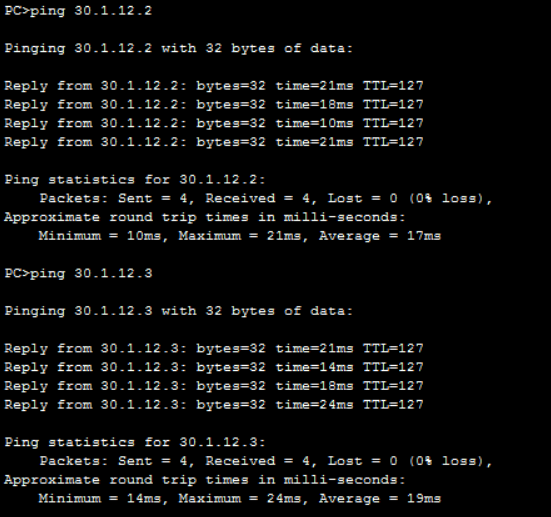 PC>ping 30.1.12.2
Pinging 30.1.12.2 with 32 bytes of data:
Reply from 30.1.12.2: bytes=32 time=21ms TTL=127
Reply from 30.1.12.2: bytes=32 time=18ms TTL=127
Reply from 30.1.12.2: bytes=32 time=10ms TTL=127
Reply from 30.1.12.2: bytes=32 time=21ms TTL=127
Ping statistics for 30.1.12.2:
Packets: Sent = 4, Received = 4, Lost = 0 (0% loss),
Approximate round trip times in milli-seconds:
Minimum = 10ms, Maximum = 21ms, Average = 17ms
PC>ping 30.1.12.3
Pinging 30.1.12.3 with 32 bytes of data:
Reply from 30.1.12.3: bytes=32 time=21ms TTL=127
Reply from 30.1.12.3: bytes=32 time=14ms TTL=127
Reply from 30.1.12.3: bytes=32 time=18ms TTL=127
Reply from 30.1.12.3: bytes=32 time=24ms TTL=127
Ping statistics for 30.1.12.3:
Packets: Sent = 4, Received = 4, Lost = 0 (0% loss),
Approximate round trip times in milli-seconds:
Minimum = 14ms, Maximum = 24ms, Average = 19ms